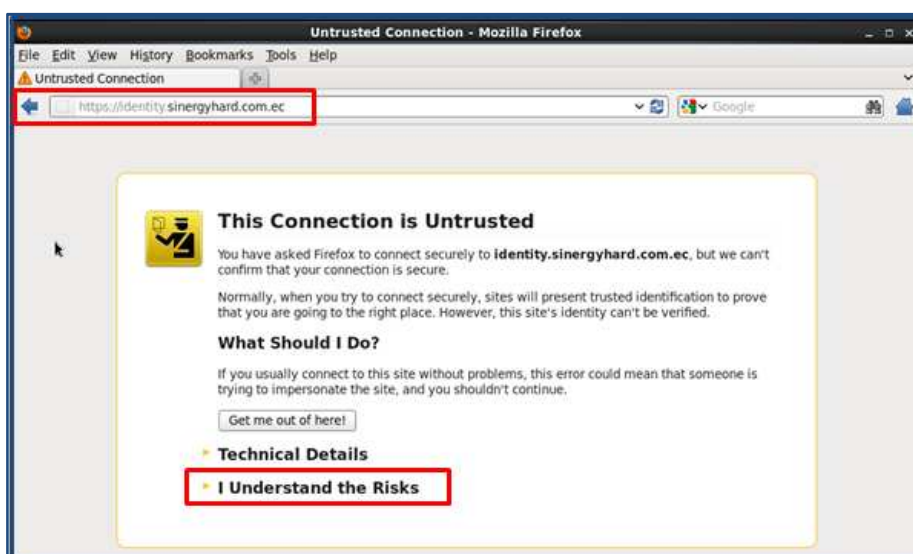 Untrusted Connection - Mozilla Firefox
File Edit View History Bookmarks Tools Help
Untrusted Connection
https://identity.sinergyhard.com.ec
Google
This Connection is Untrusted
You have asked Firefox to connect securely to identity.sinergyhard.com.ec, but we can't
confirm that your connection is secure.
Normally, when you try to connect securely, sites will present trusted identification to prove
that you are going to the right place. However, this site's identity can't be verified.
What Should I Do?
If you usually connect to this site without problems, this error could mean that someone is
trying to impersonate the site, and you shouldn't continue.
Get me out of here!
Technical Details
I Understand the Risks